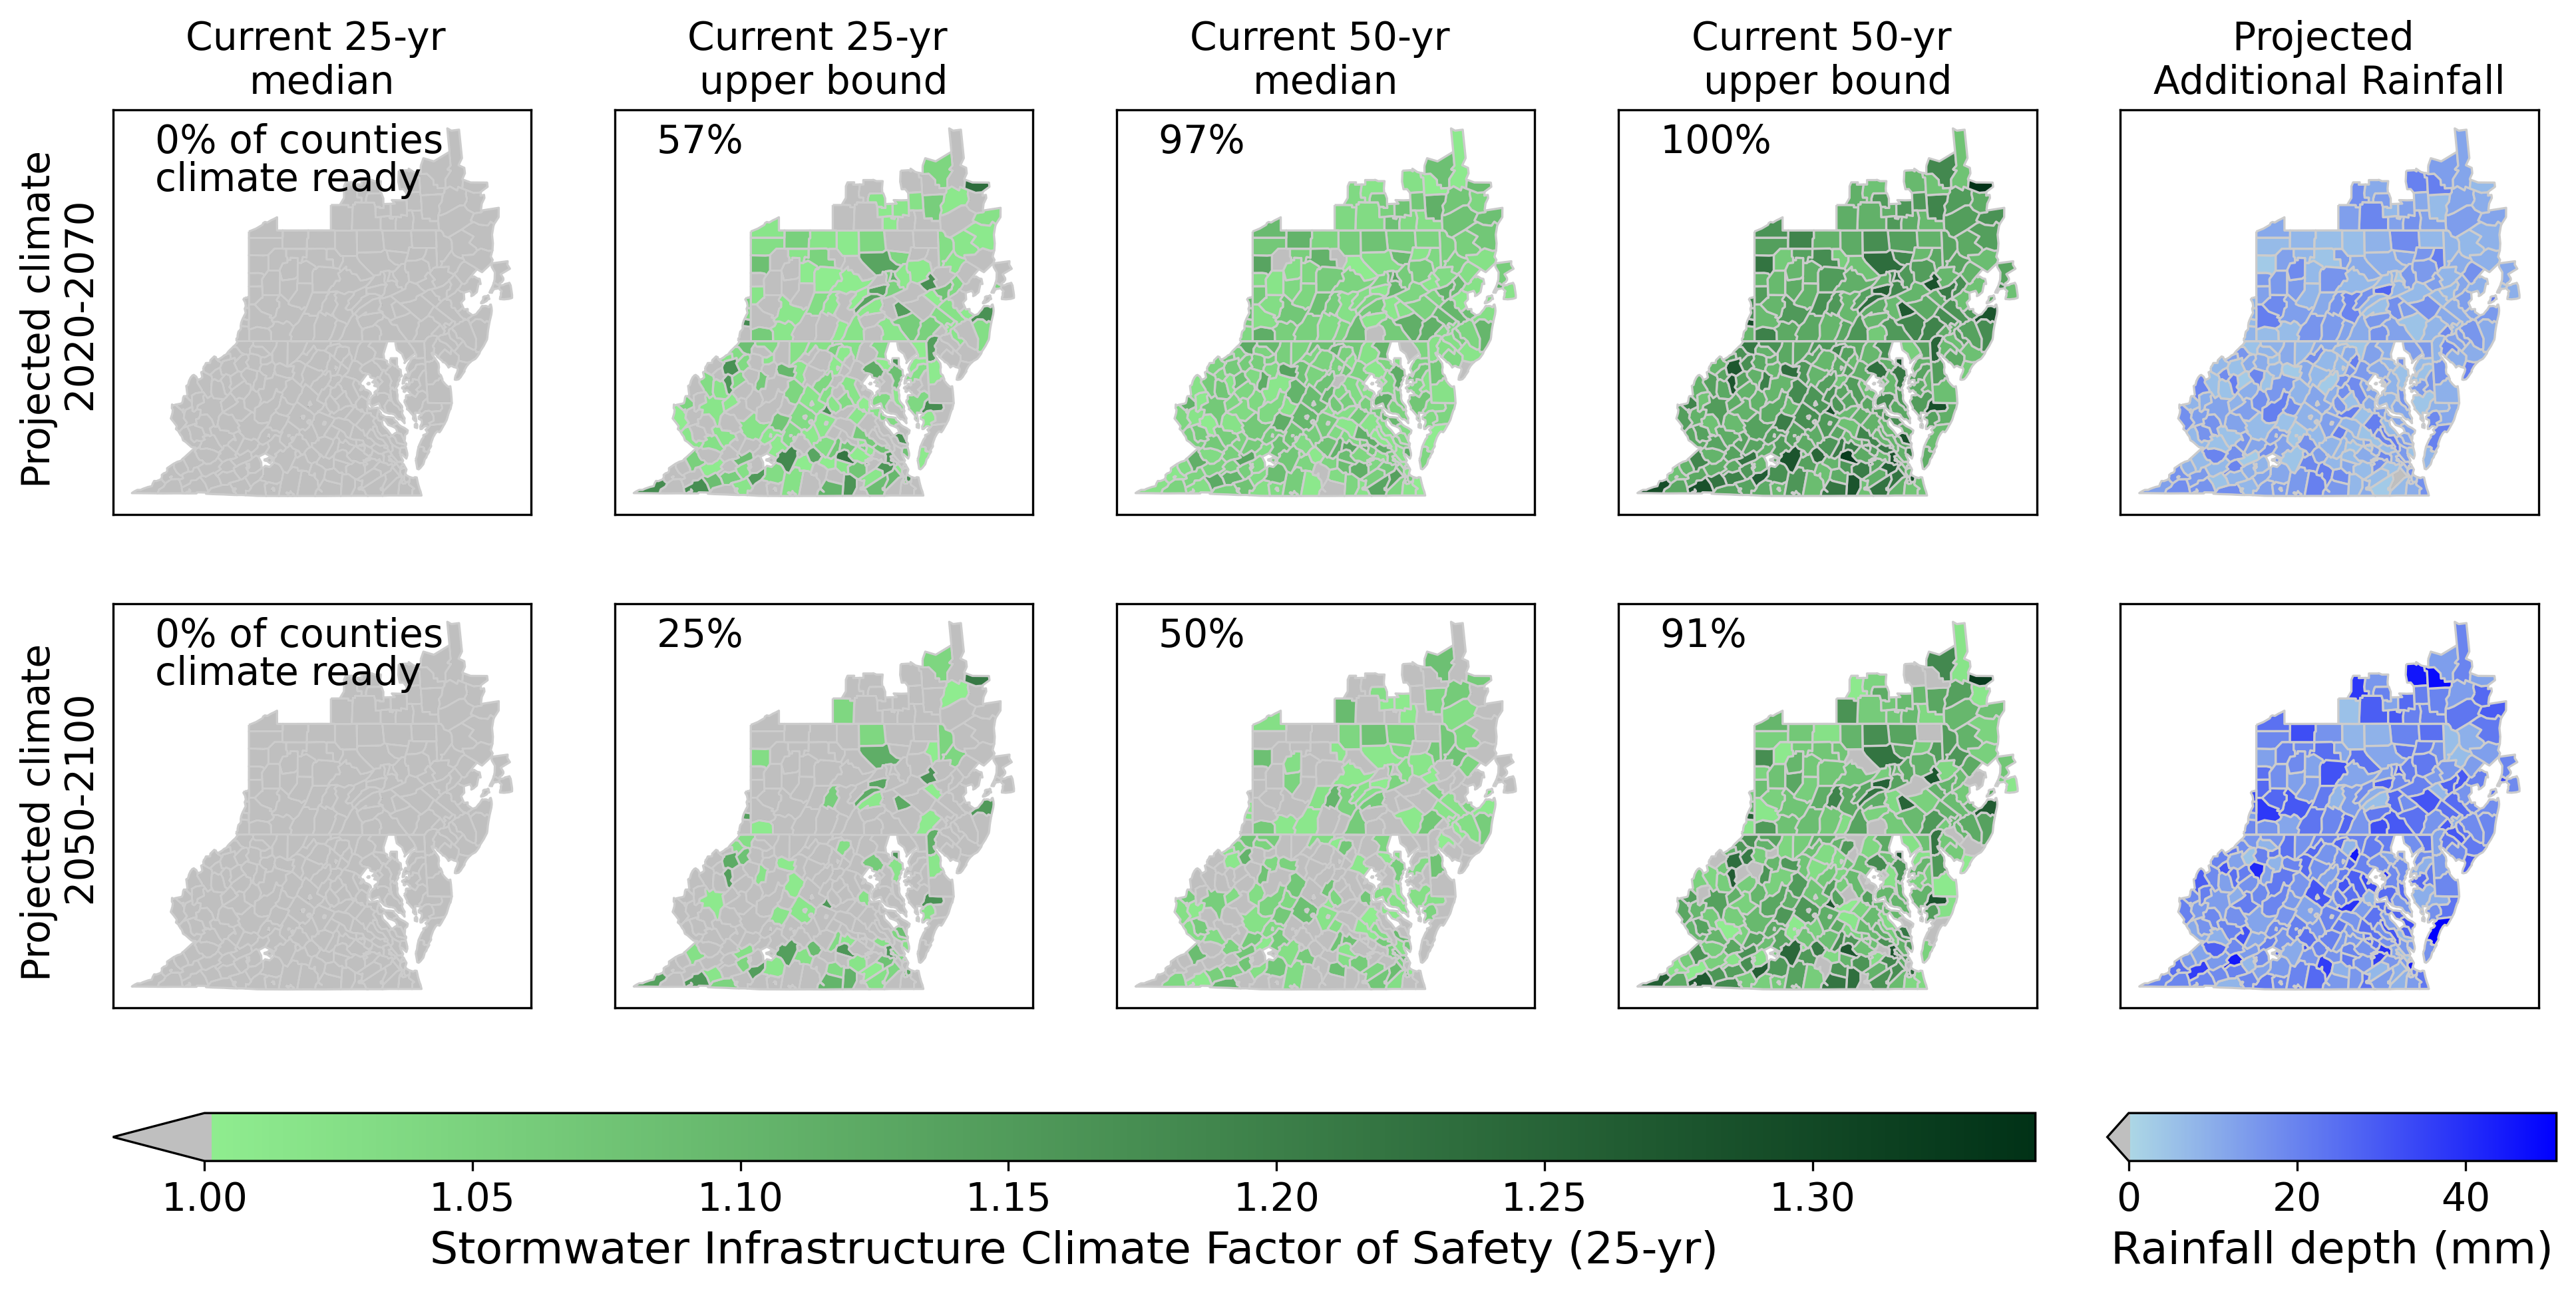 Current 25-yr
median
Current 25-yr
upper bound
Current 50-yr
median
Current 50-yr
upper bound
Projected
Additional Rainfall
Projected climate
2020-2070
0% of counties
climate ready
57%
97%
100%
Projected climate
2050-2100
0% of counties
climate ready
25%
50%
91%
1.00
1.05
1.10
1.15
1.20
1.25
1.30
Stormwater Infrastructure Climate Factor of Safety (25-yr)
0
20
40
Rainfall depth (mm)